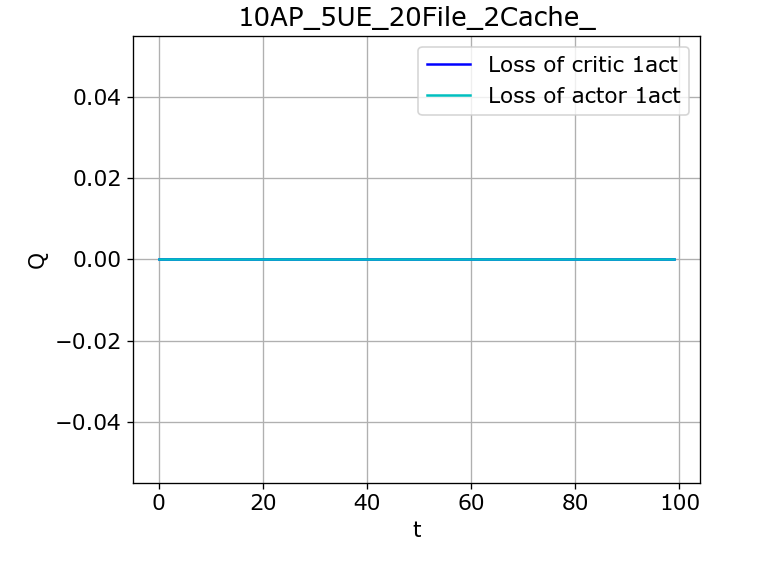 10AP_5UE_20File_2Cache_
Loss of critic 1act
Loss of actor 1act
0.04
0.02
0.00
−0.02
−0.04
Q
0 20 40 60 80 100
t